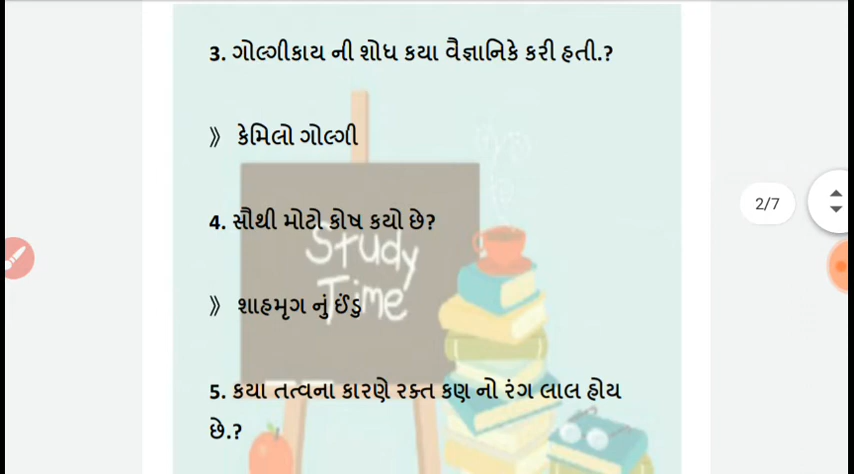 3. ગોલ્ગીકાય ની શોધ કયા વૈજ્ઞાનિકે કરી હતી.?
》 કેમિલો ગોલ્ગી
4. સૌથી મોટો કોષ કયો છે?
Study
Time
》 શાહમૃગ નું ઈંડુ
5. કયા તત્વના કારણે રક્ત કણ નો રંગ લાલ હોય
છે.?
2/7